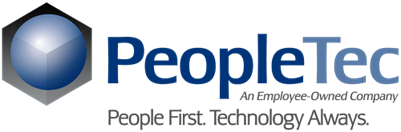 PeopleTec
An Employee-Owned Company
People First. Technology Always.